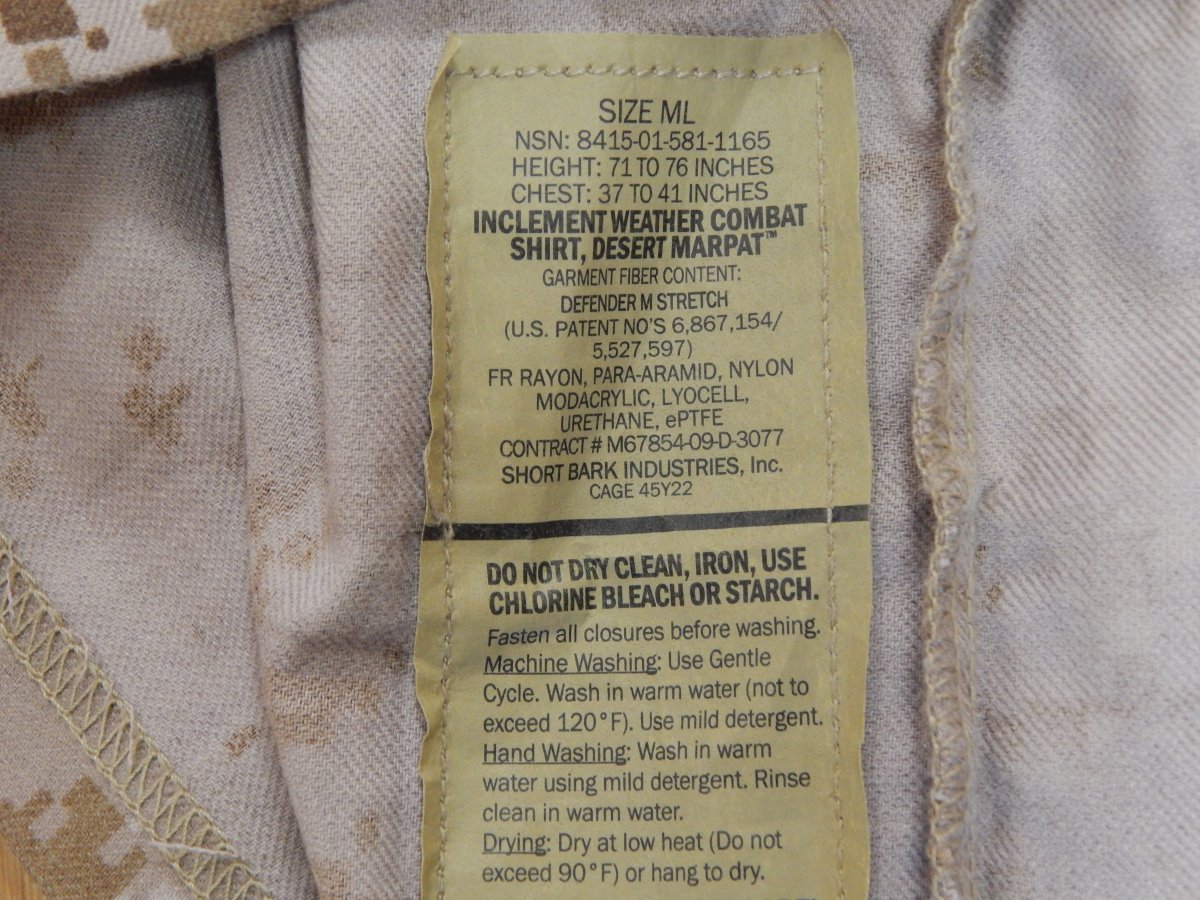 SIZE ML
NSN: 8415-01-581-1165
HEIGHT: 71 TO 76 INCHES
CHEST: 37 TO 41 INCHES
INCLEMENT WEATHER COMBAT
SHIRT, DESERT MARPAT™
GARMENT FIBER CONTENT:
DEFENDER M STRETCH
(U.S. PATENT NO'S 6,867,154/
5,527,597)
FR RAYON, PARA-ARAMID, NYLON
MODACRYLIC, LYOCELL,
URETHANE, ePTFE
CONTRACT # M67854-09-D-3077
SHORT BARK INDUSTRIES, Inc.
CAGE 45Y22
DO NOT DRY CLEAN, IRON, USE
CHLORINE BLEACH OR STARCH.
Fasten all closures before washing.
Machine Washing: Use Gentle
Cycle. Wash in warm water (not to
exceed 120°F). Use mild detergent.
Hand Washing: Wash in warm
water using mild detergent. Rinse
clean in warm water.
Drying: Dry at low heat (Do not
exceed 90°F) or hang to dry.